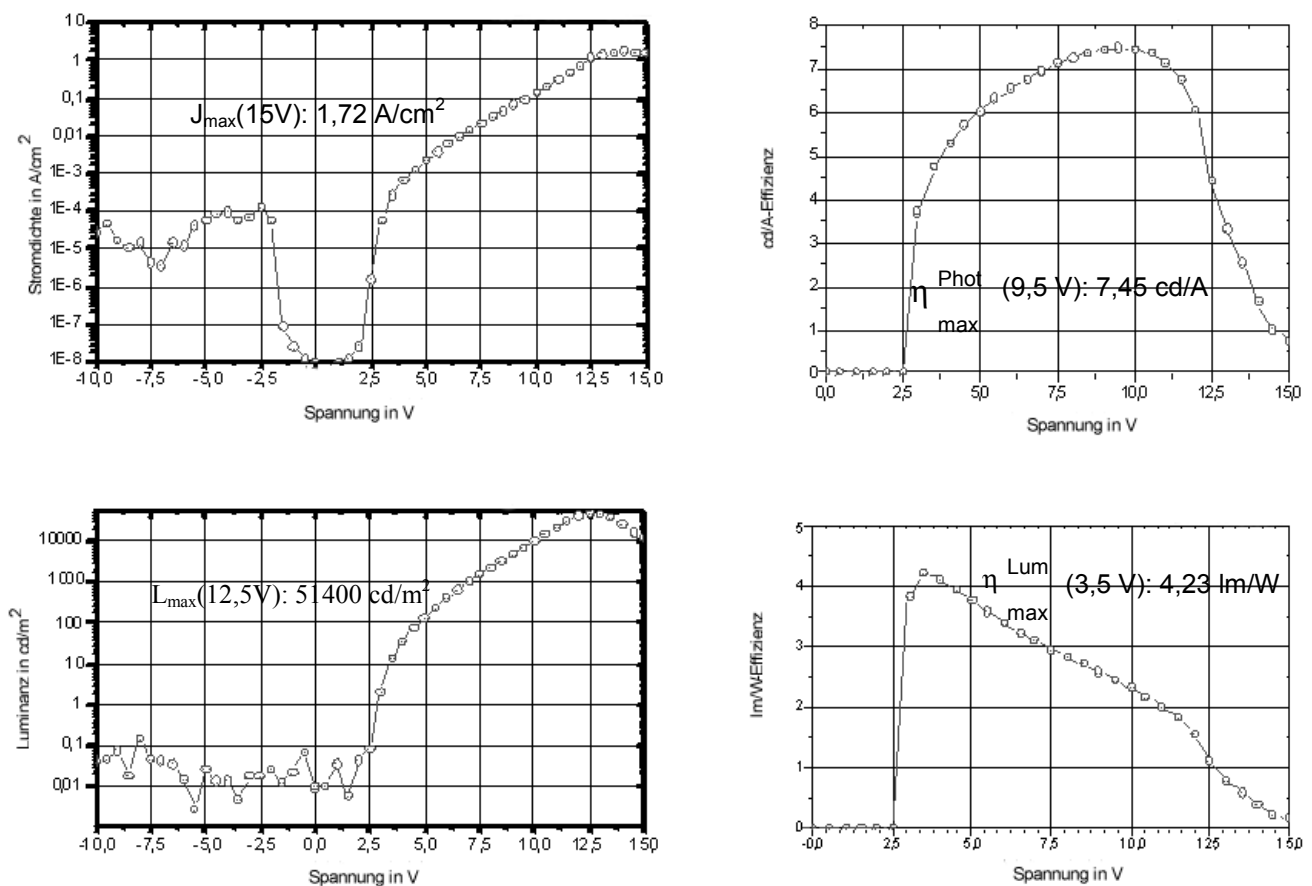 10
1
0,1
0,01
1E-3
1E-4
1E-5
1E-6
1E-7
1E-8
Stromdichte in A/cm²
J_max(15V): 1,72 A/cm²
-10,0 -7,5 -5,0 -2,5 0,0 2,5 5,0 7,5 10,0 12,5 15,0
Spannung in V
8
7
6
5
4
3
2
1
0
cd/A-Effizienz
η Phot max (9,5 V): 7,45 cd/A
0,0 2,5 5,0 7,5 10,0 12,5 15,0
Spannung in V
10000
1000
100
10
1
0,1
0,01
Luminanz in cd/m²
L_max(12,5V): 51400 cd/m²
-10,0 -7,5 -5,0 -2,5 0,0 2,5 5,0 7,5 10,0 12,5 15,0
Spannung in V
5
4
3
2
1
0
lm/W-Effizienz
η Lum max (3,5 V): 4,23 lm/W
-0,0 2,5 5,0 7,5 10,0 12,5 15,0
Spannung in V